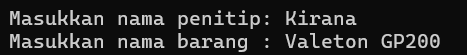 Masukkan nama penitip: Kirana
Masukkan nama barang : Valeton GP200